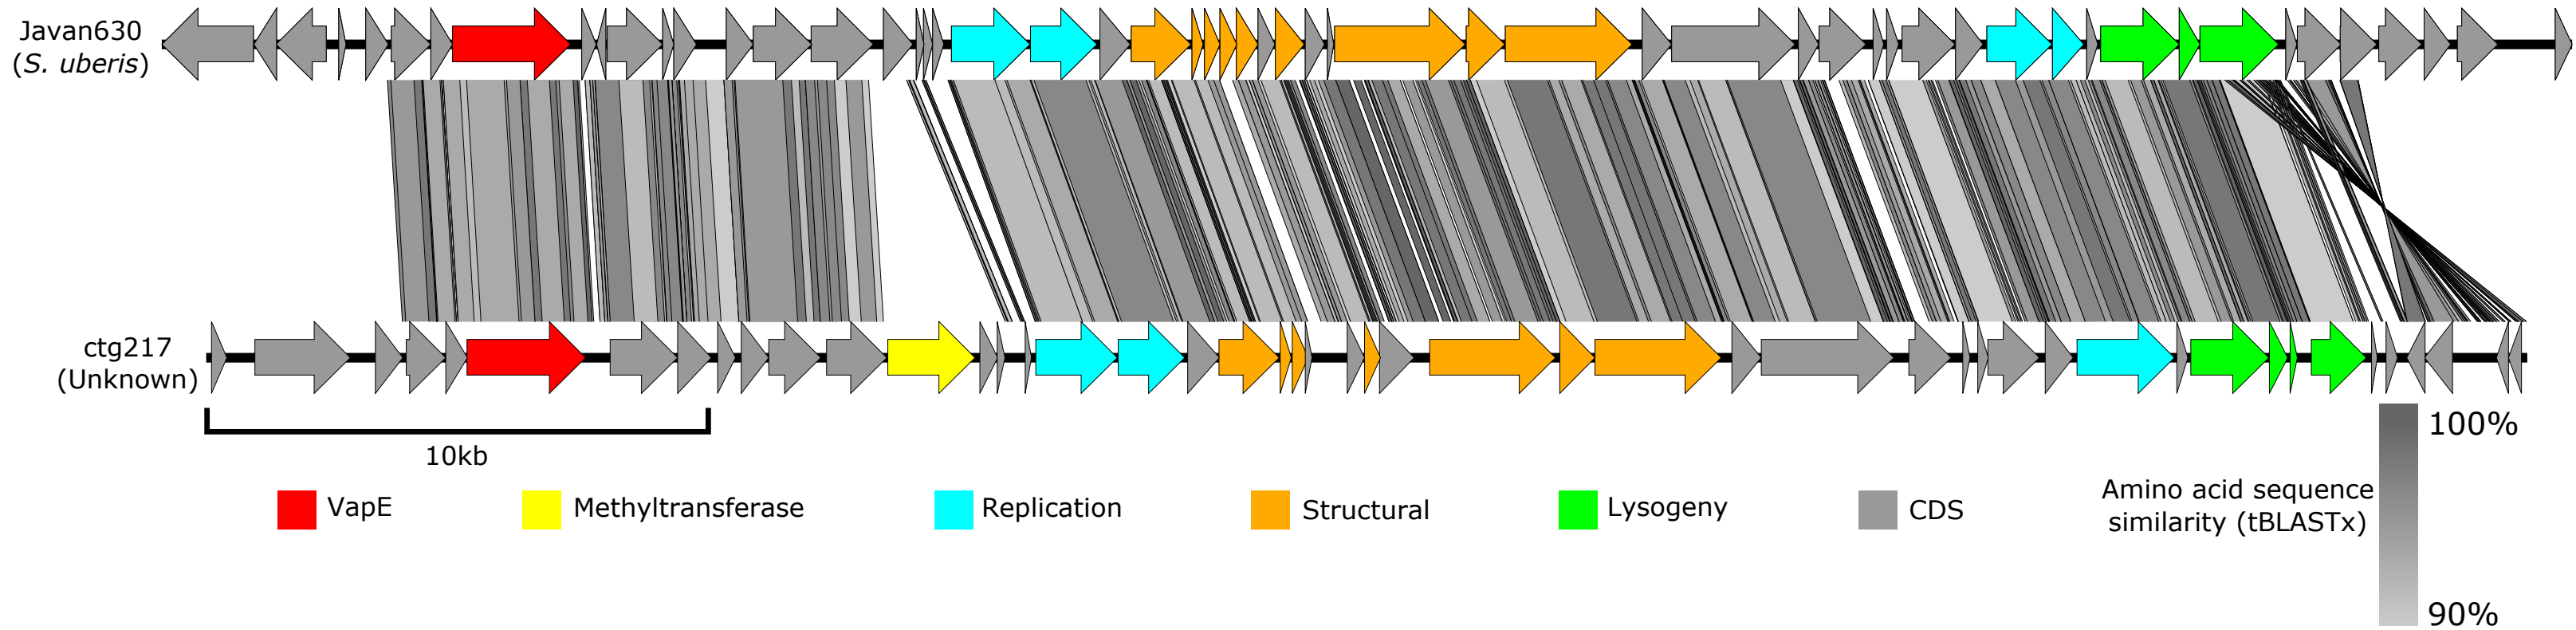 Javan630
(S. uberis)
ctg217
(Unknown)
10kb
100%
VapE
Methyltransferase
Replication
Structural
Lysogeny
CDS
Amino acid sequence
similarity (tBLASTx)
90%